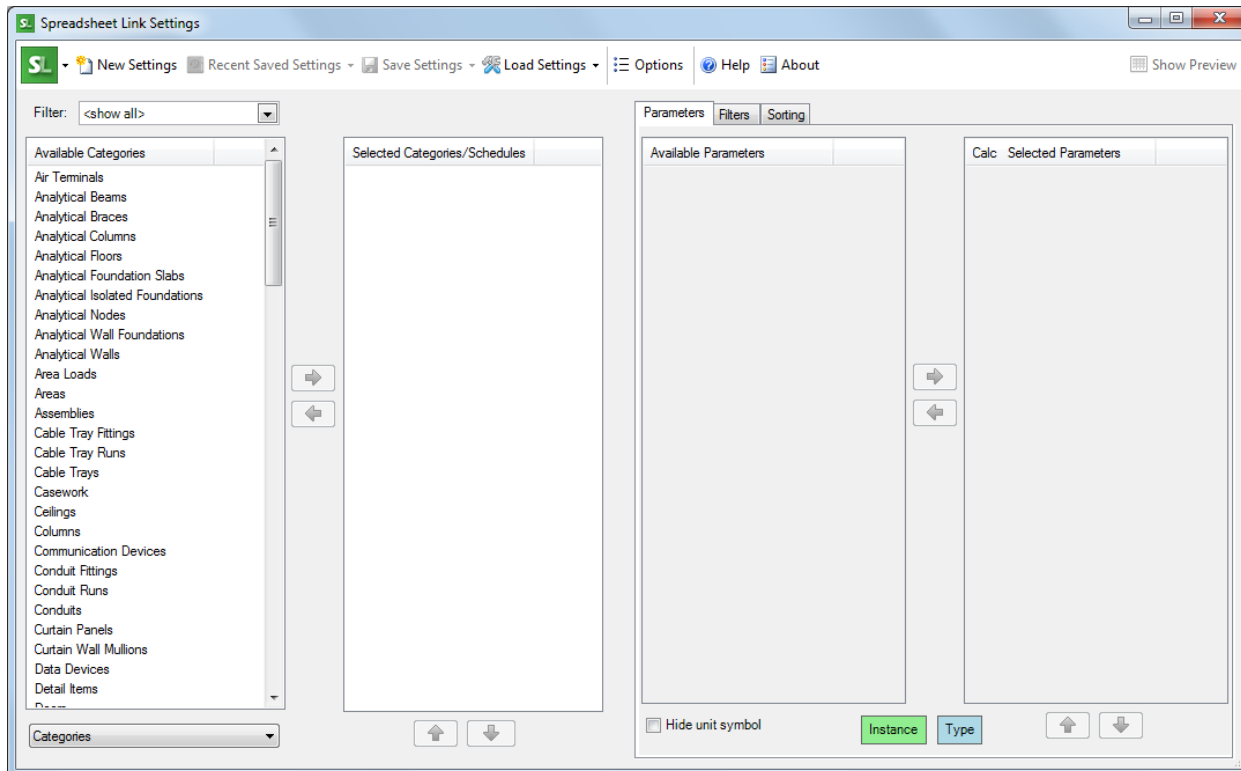 SL Spreadsheet Link Settings
SL New Settings Recent Saved Settings Save Settings Load Settings Options Help About Show Preview
Filter: <show all>
Parameters Filters Sorting
Available Categories
Selected Categories/Schedules
Available Parameters
Calc Selected Parameters
Air Terminals
Analytical Beams
Analytical Braces
Analytical Columns
Analytical Floors
Analytical Foundation Slabs
Analytical Isolated Foundations
Analytical Nodes
Analytical Wall Foundations
Analytical Walls
Area Loads
Areas
Assemblies
Cable Tray Fittings
Cable Tray Runs
Cable Trays
Casework
Ceilings
Columns
Communication Devices
Conduit Fittings
Conduit Runs
Conduits
Curtain Panels
Curtain Wall Mullions
Data Devices
Detail Items
Categories
Hide unit symbol
Instance
Type